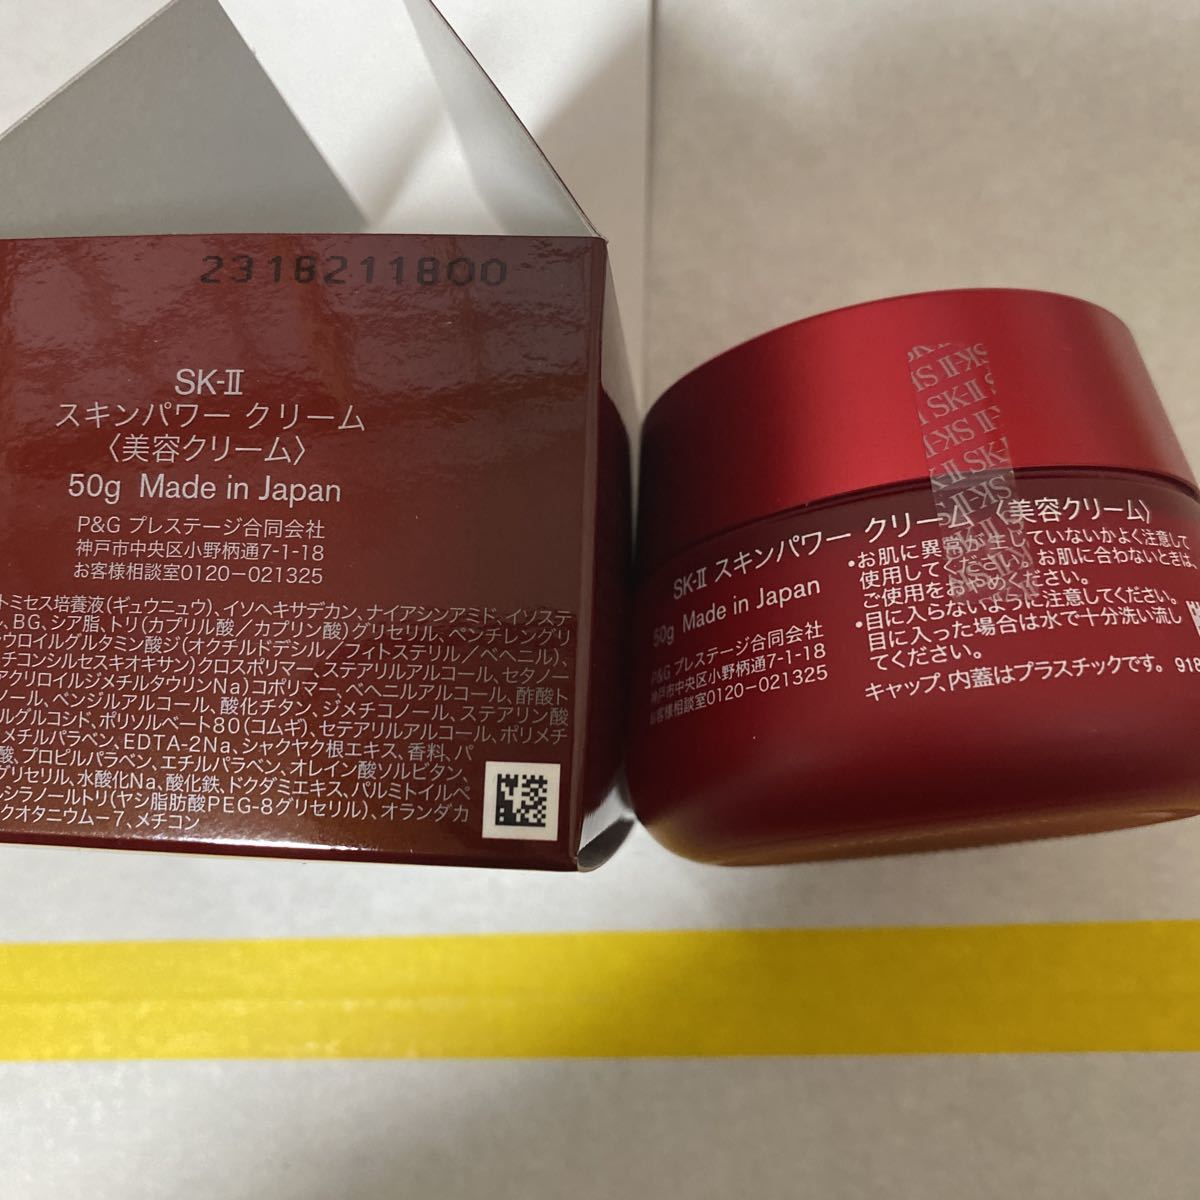 2318211800
SK-II
スキンパワー クリーム
〈美容クリーム〉
50g Made in Japan
P&G プレステージ合同会社
神戸市中央区小野柄通7-1-18
お客様相談室0120-021325
トミセス培養液(ギュウニュウ)、イソヘキサデカン、ナイアシンアミド、イソステ
ン、BG、シア脂、トリ(カプリル酸/カプリン酸)グリセリル、ペンチレングリ
ウロイルグルタミン酸ジ(オクチルドデシル/フィトステリル/ベヘニル)、
チコンシルセスキオキサン)クロスポリマー、ステアリルアルコール、セタノー
アクリロイルジメチルタウリンNa)コポリマー、ベヘニルアルコール、酢酸ト
ノール、ベンジルアルコール、酸化チタン、ジメチコノール、ステアリン酸
ルグルコシド、ポリソルベート80(コムギ)、セテアリルアルコール、ポリメチ
メチルパラベン、EDTA-2Na、シャクヤク根エキス、香料、パ
酸、プロピルパラベン、エチルパラベン、オレイン酸ソルビタン、
グリセリル、水酸化Na、酸化鉄、ドクダミエキス、パルミトイルペ
シラノールトリ(ヤシ脂肪酸PEG-8グリセリル)、オランダカ
クオタニウムー7、メチコン
SK-II
SK-II スキンパワー クリーム 〈美容クリーム〉
50g Made in Japan
P&G プレステージ合同会社
神戸市中央区小野柄通7-1-18
お客様相談室0120-021325
•お肌に異常が生じていないかよく注意して
使用してください。お肌に合わないときは、
ご使用をおやめください。
•目に入らないように注意してください。
目に入った場合は水で十分洗い流し
てください。
キャップ、内蓋はプラスチックです。